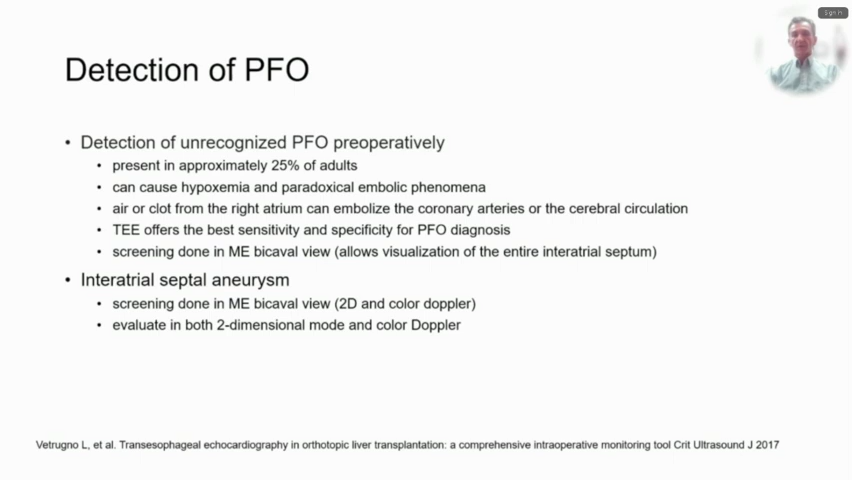 Sign in
Detection of PFO
• Detection of unrecognized PFO preoperatively
• present in approximately 25% of adults
• can cause hypoxemia and paradoxical embolic phenomena
• air or clot from the right atrium can embolize the coronary arteries or the cerebral circulation
• TEE offers the best sensitivity and specificity for PFO diagnosis
• screening done in ME bicaval view (allows visualization of the entire interatrial septum)
• Interatrial septal aneurysm
• screening done in ME bicaval view (2D and color doppler)
• evaluate in both 2-dimensional mode and color Doppler
Vetrugno L, et al. Transesophageal echocardiography in orthotopic liver transplantation: a comprehensive intraoperative monitoring tool Crit Ultrasound J 2017